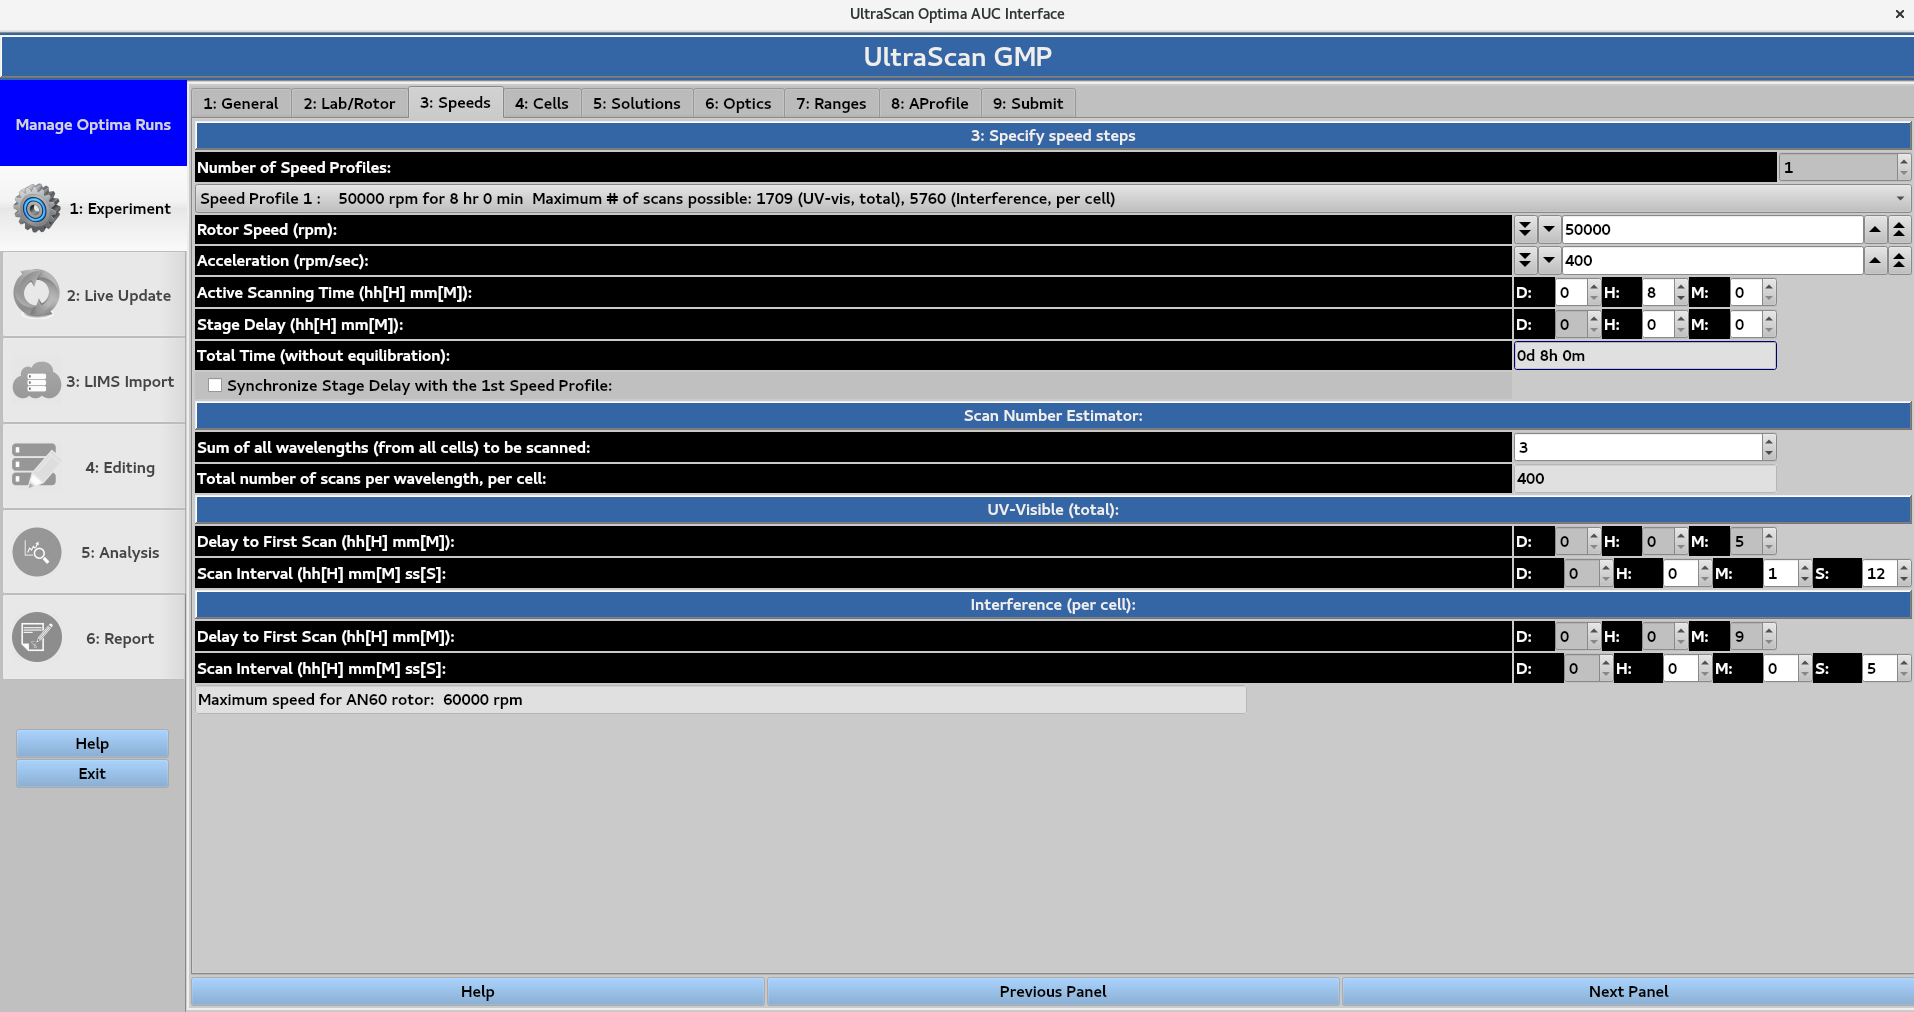 UltraScan Optima AUC Interface
UltraScan GMP
Manage Optima Runs
1: Experiment
2: Live Update
3: LIMS Import
4: Editing
5: Analysis
6: Report
Help
Exit
1: General 2: Lab/Rotor 3: Speeds 4: Cells 5: Solutions 6: Optics 7: Ranges 8: AProfile 9: Submit
3: Specify speed steps
Number of Speed Profiles: 1
Speed Profile 1 : 50000 rpm for 8 hr 0 min Maximum # of scans possible: 1709 (UV-vis, total), 5760 (Interference, per cell)
Rotor Speed (rpm): 50000
Acceleration (rpm/sec): 400
Active Scanning Time (hh[H] mm[M]): D: 0 H: 8 M: 0
Stage Delay (hh[H] mm[M]): D: 0 H: 0 M: 0
Total Time (without equilibration): 0d 8h 0m
Synchronize Stage Delay with the 1st Speed Profile:
Scan Number Estimator:
Sum of all wavelengths (from all cells) to be scanned: 3
Total number of scans per wavelength, per cell: 400
UV-Visible (total):
Delay to First Scan (hh[H] mm[M]): D: 0 H: 0 M: 5
Scan Interval (hh[H] mm[M] ss[S]: D: 0 H: 0 M: 1 S: 12
Interference (per cell):
Delay to First Scan (hh[H] mm[M]): D: 0 H: 0 M: 9
Scan Interval (hh[H] mm[M] ss[S]: D: 0 H: 0 M: 0 S: 5
Maximum speed for AN60 rotor: 60000 rpm
Help Previous Panel Next Panel